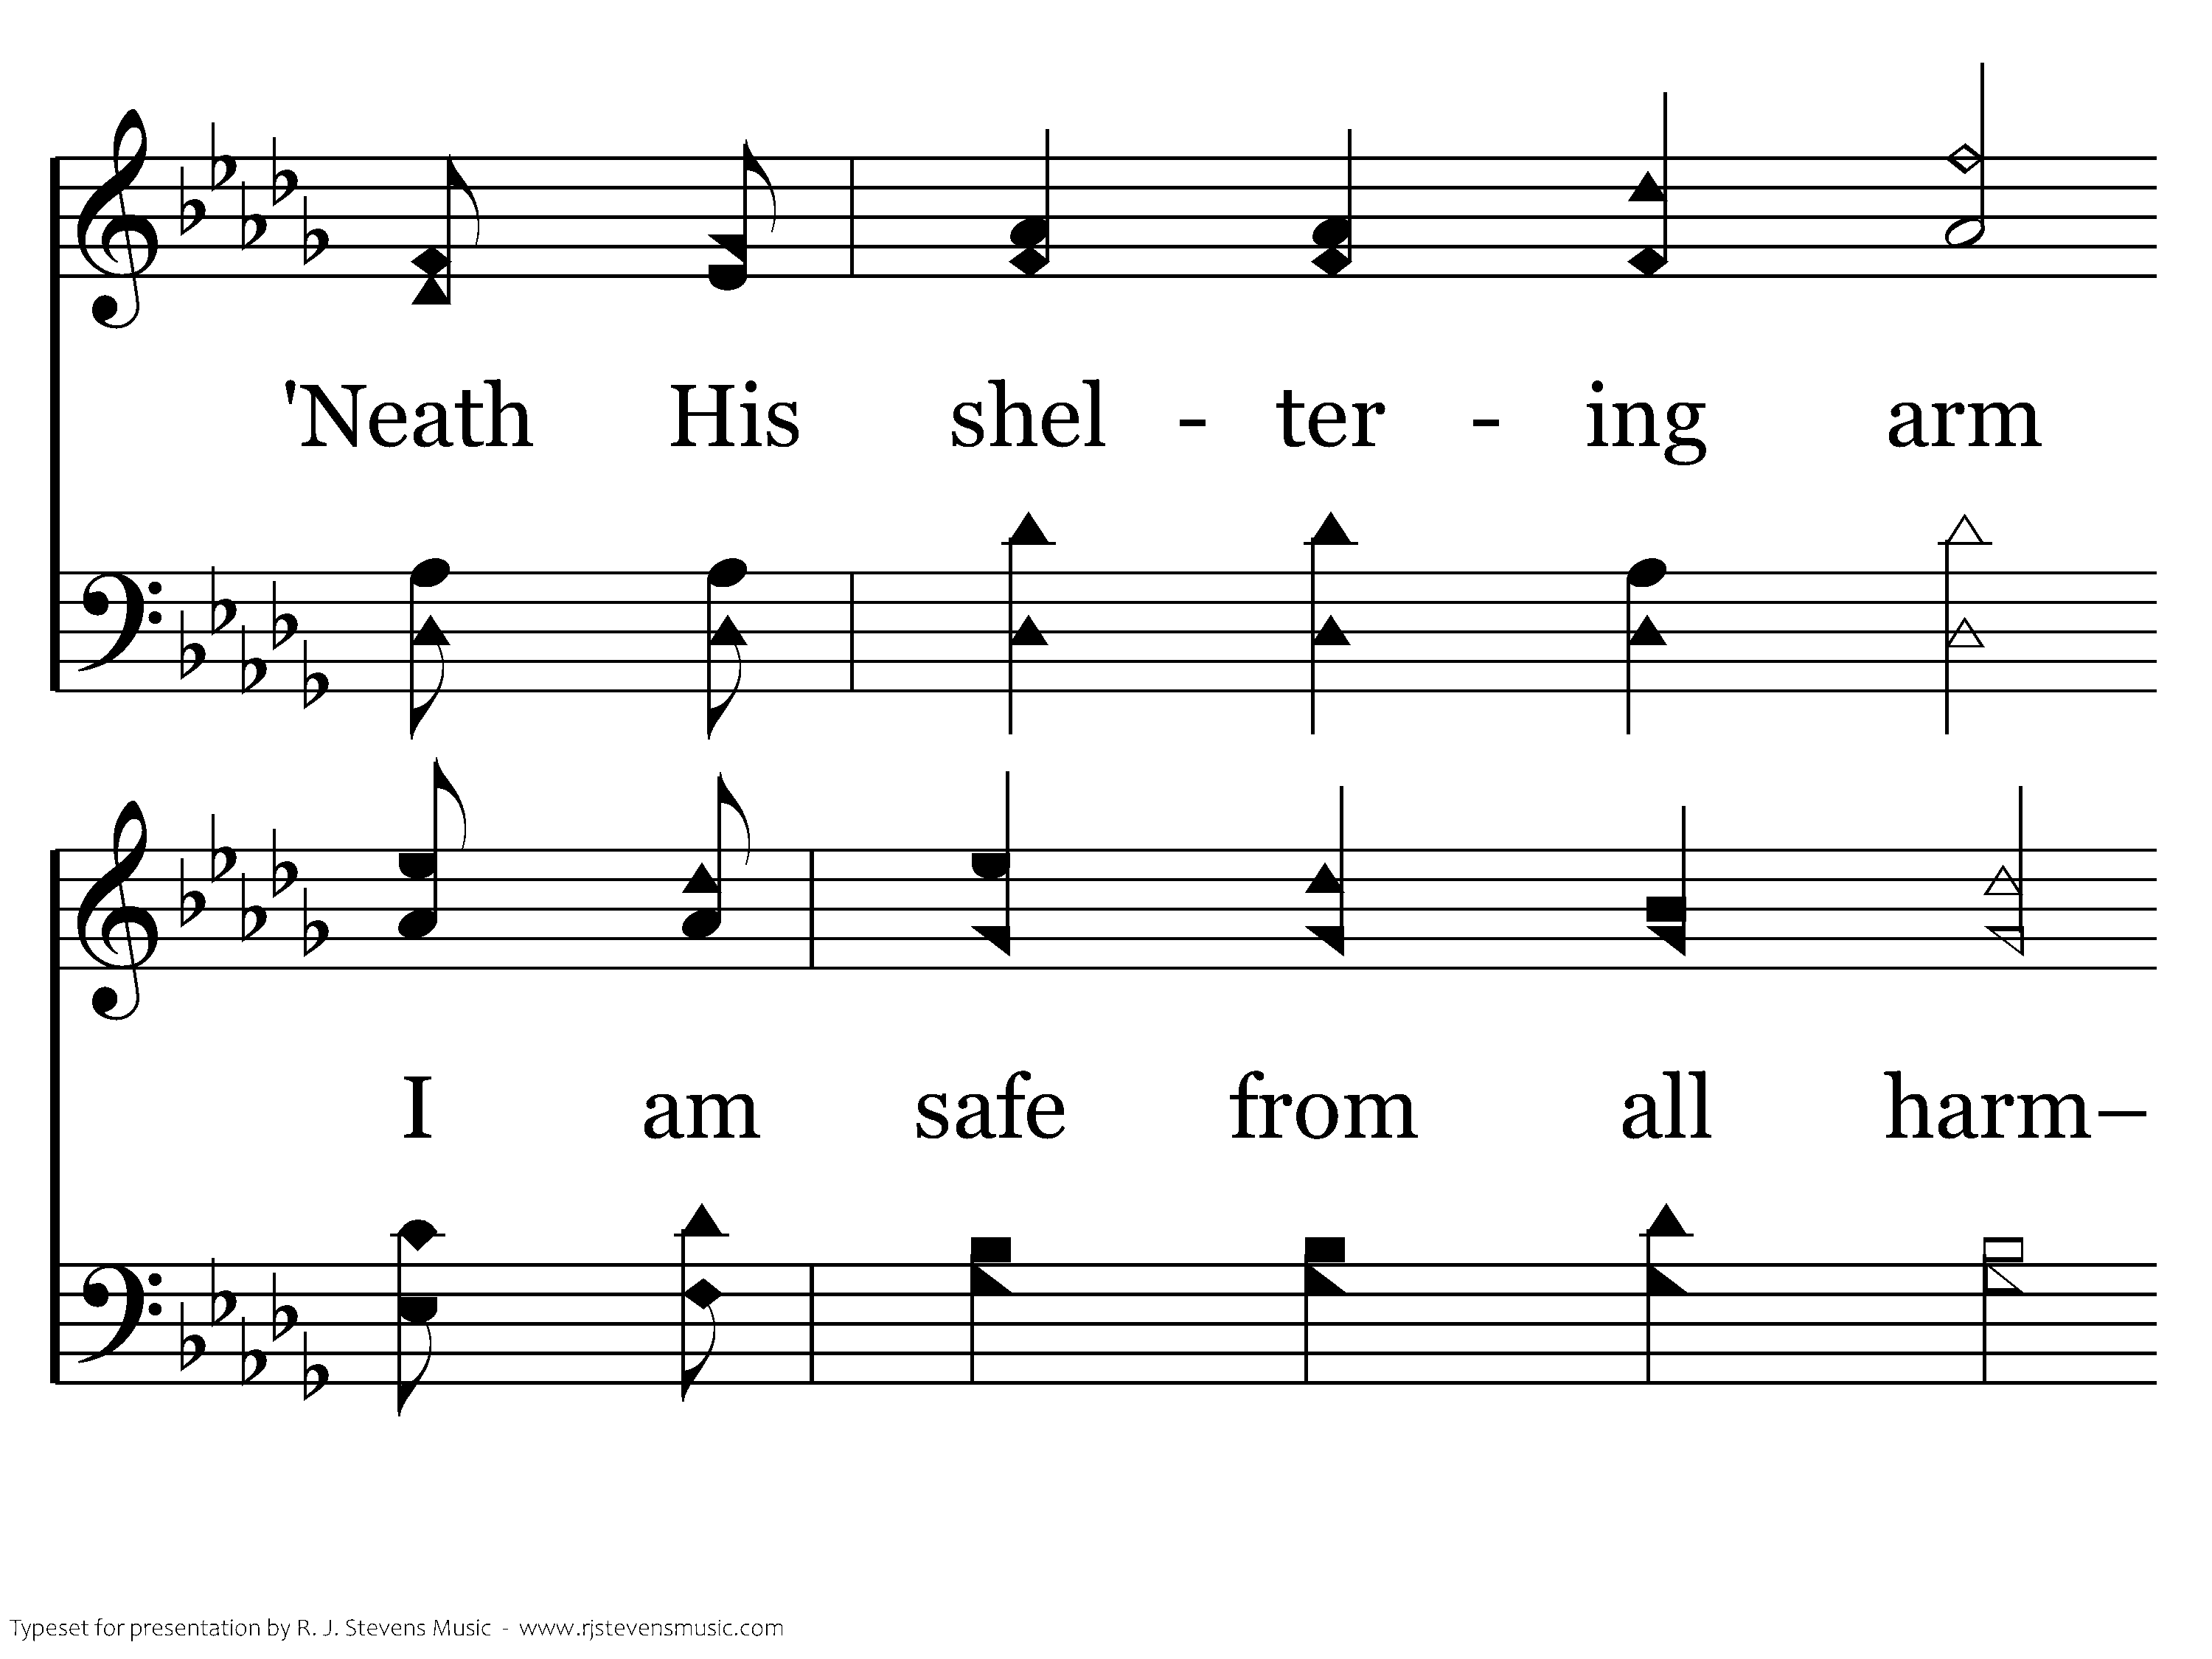 'Neath His shel - ter - ing arm
I am safe from all harm–
Typeset for presentation by R. J. Stevens Music - www.rjstevensmusic.com